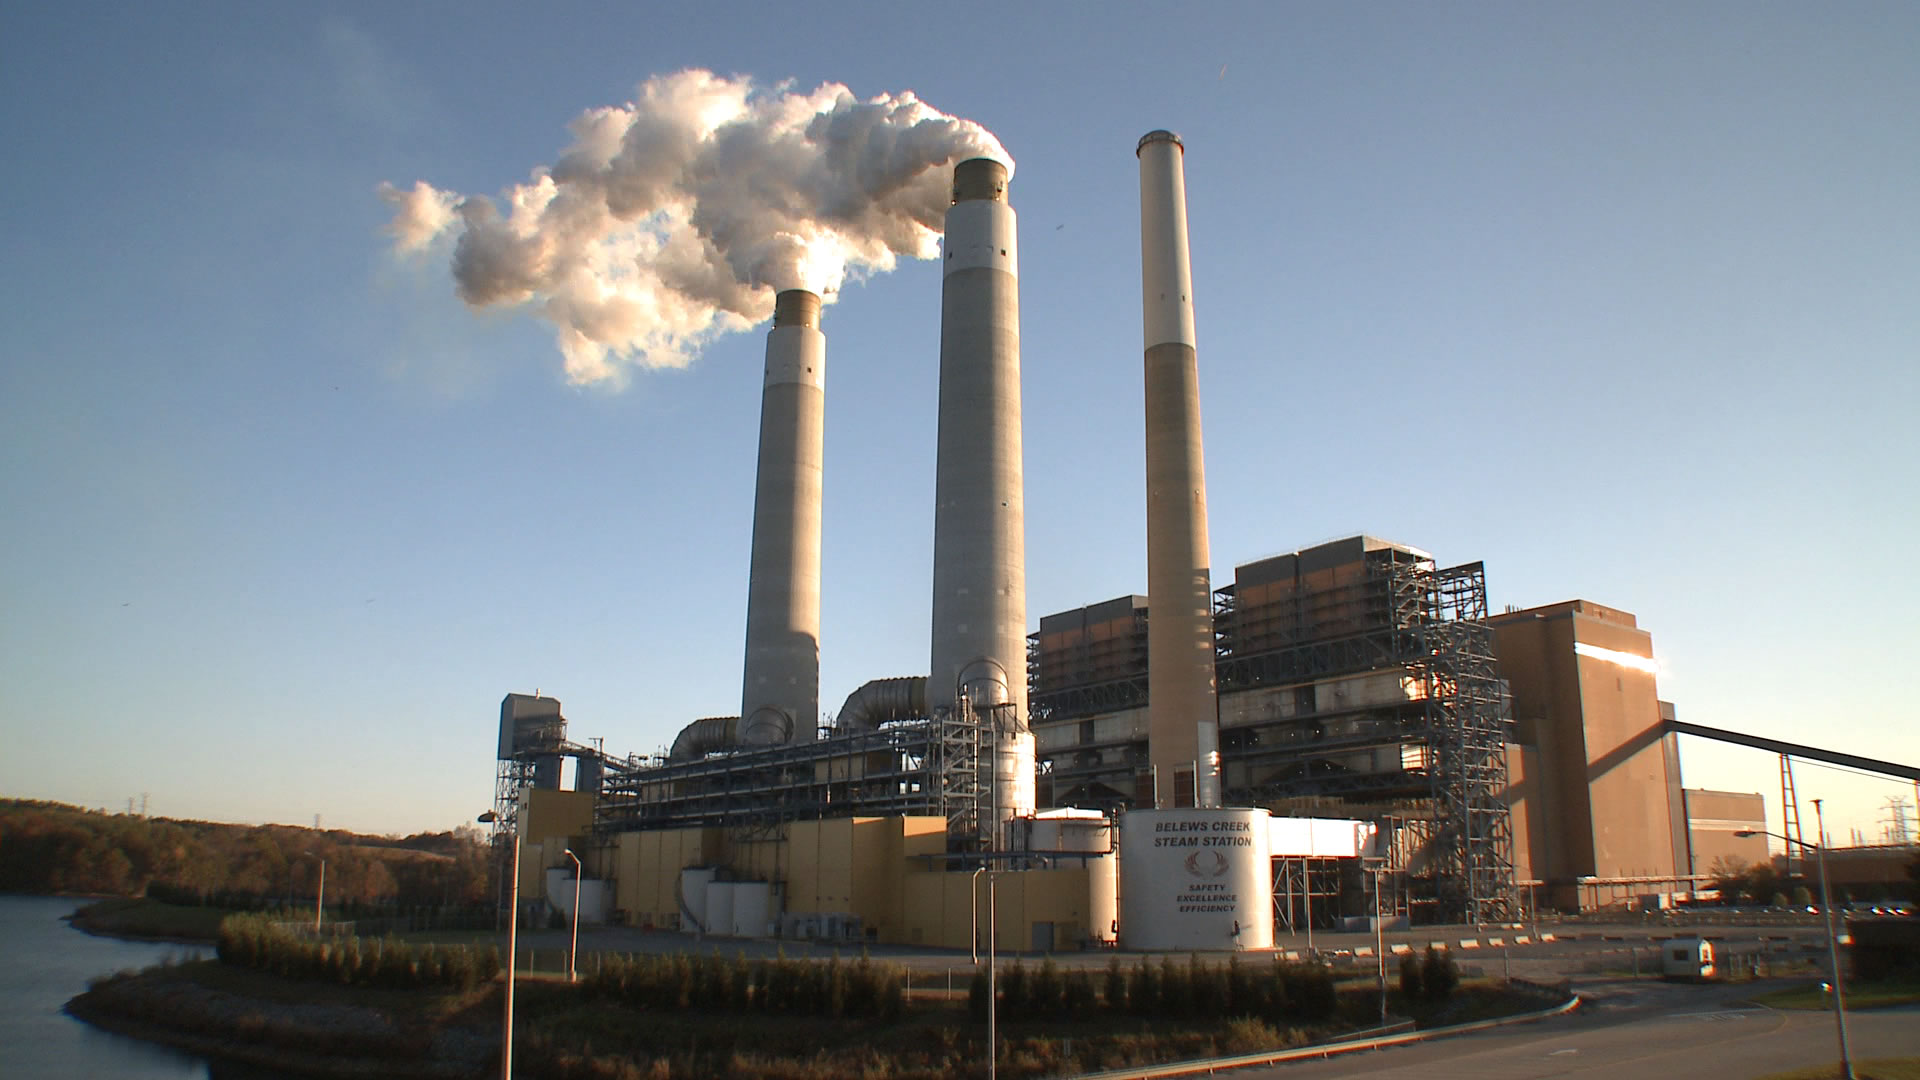 BELEWS CREEK
STEAM STATION
SAFETY
EXCELLENCE
EFFICIENCY